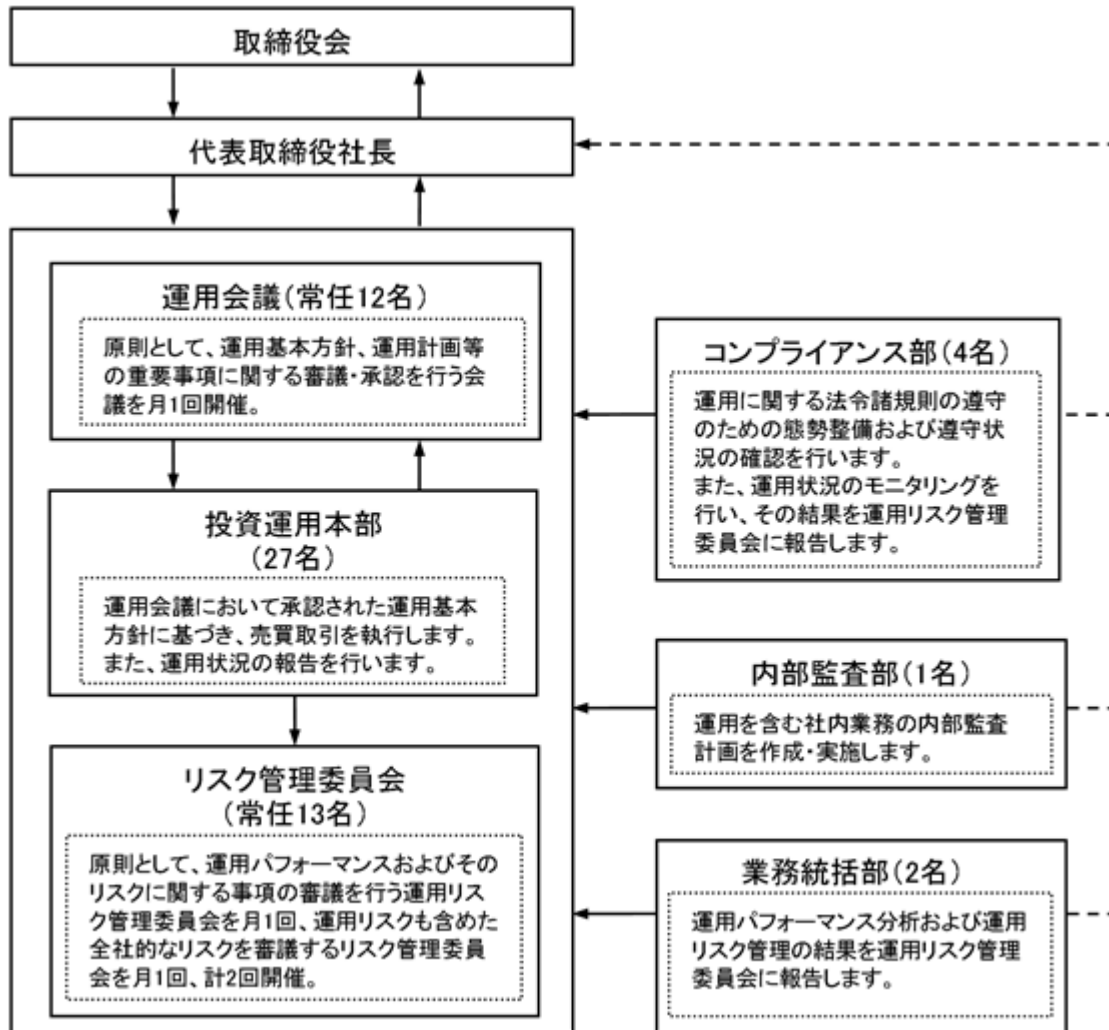 取締役会
代表取締役社長
運用会議(常任12名)
原則として、運用基本方針、運用計画等
の重要事項に関する審議・承認を行う会
議を月1回開催。
投資運用本部
(27名)
運用会議において承認された運用基本
方針に基づき、売買取引を執行します。
また、運用状況の報告を行います。
リスク管理委員会
(常任13名)
原則として、運用パフォーマンスおよびその
リスクに関する事項の審議を行う運用リス
ク管理委員会を月1回、運用リスクも含めた
全社的なリスクを審議するリスク管理委員
会を月1回、計2回開催。
コンプライアンス部(4名)
運用に関する法令諸規則の遵守
のための態勢整備および遵守状
況の確認を行います。
また、運用状況のモニタリングを
行い、その結果を運用リスク管理
委員会に報告します。
内部監査部(1名)
運用を含む社内業務の内部監査
計画を作成・実施します。
業務統括部(2名)
運用パフォーマンス分析および運用
リスク管理の結果を運用リスク管理
委員会に報告します。